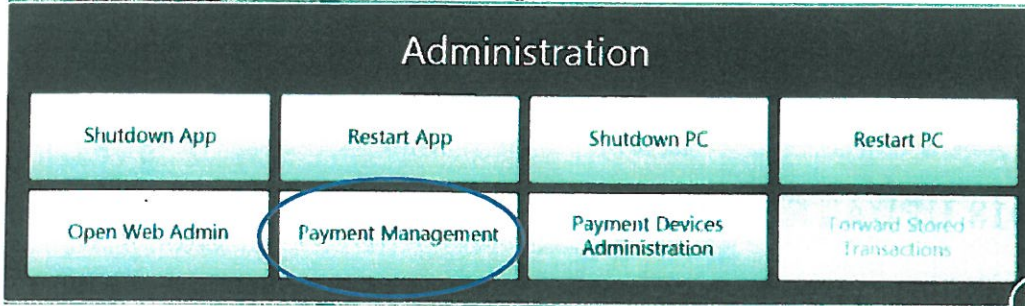 Administration
Shutdown App
Restart App
Shutdown PC
Restart PC
Open Web Admin
Payment Management
Payment Devices
Administration
Forward Stored
Transactions